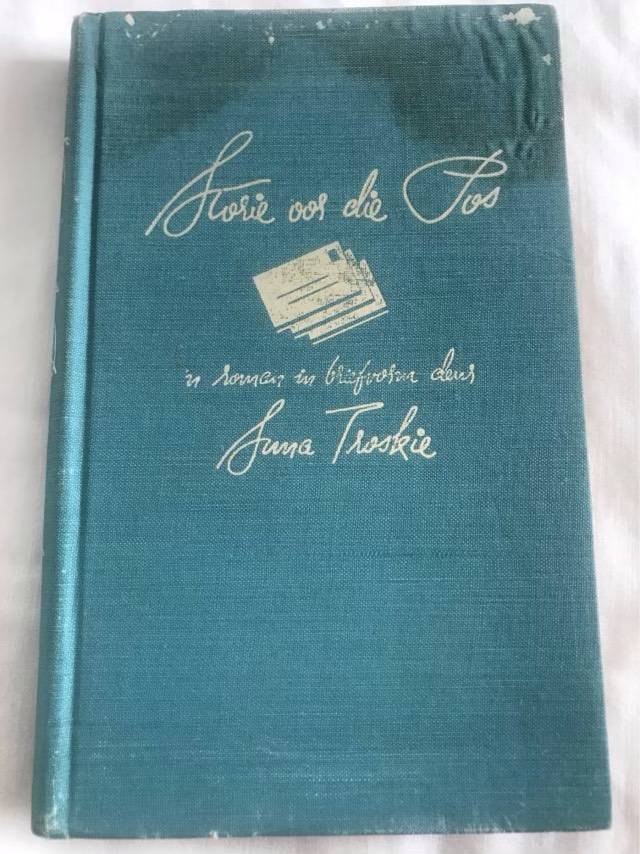 Storie oor die Pos
'n roman in briefvorm deur
Suna Troskie